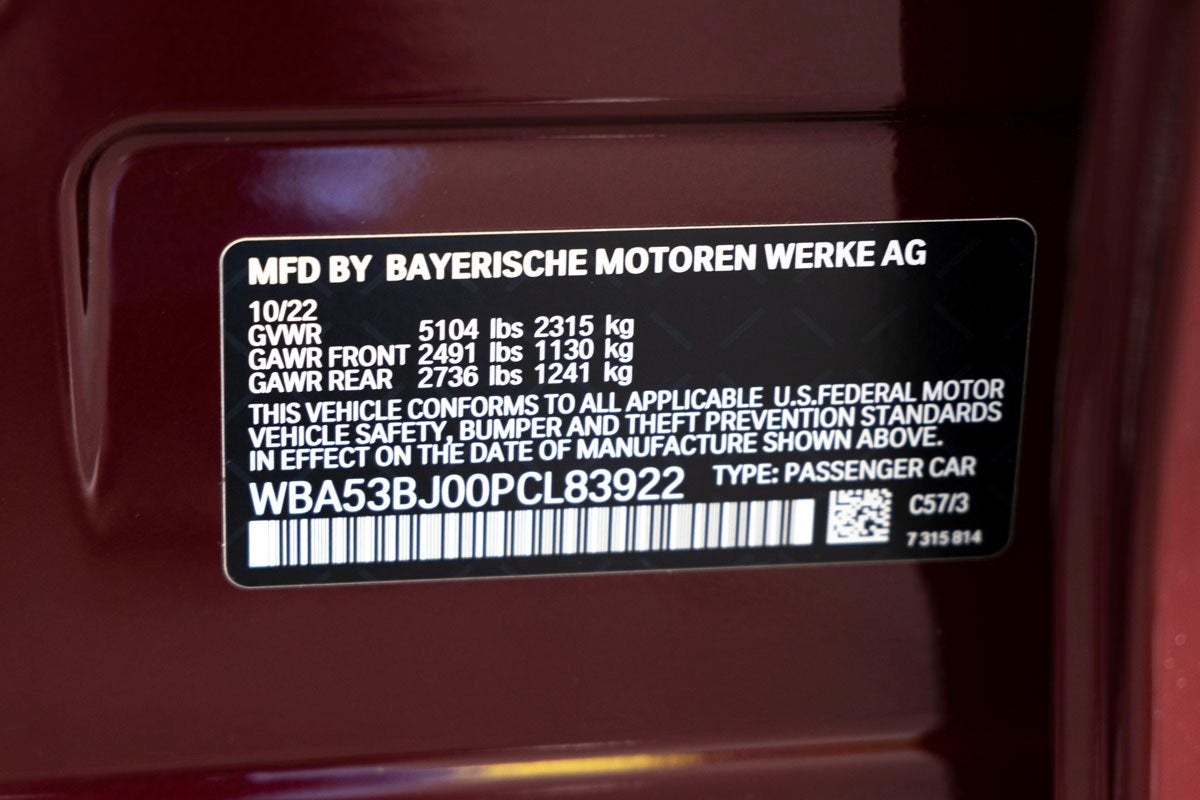 MFD BY BAYERISCHE MOTOREN WERKE AG
10/22
GVWR 5104 lbs 2315 kg
GAWR FRONT 2491 lbs 1130 kg
GAWR REAR 2736 lbs 1241 kg
THIS VEHICLE CONFORMS TO ALL APPLICABLE U.S.FEDERAL MOTOR
VEHICLE SAFETY, BUMPER AND THEFT PREVENTION STANDARDS
IN EFFECT ON THE DATE OF MANUFACTURE SHOWN ABOVE.
WBA53BJ00PCL83922 TYPE: PASSENGER CAR
C57/3
7 315 814